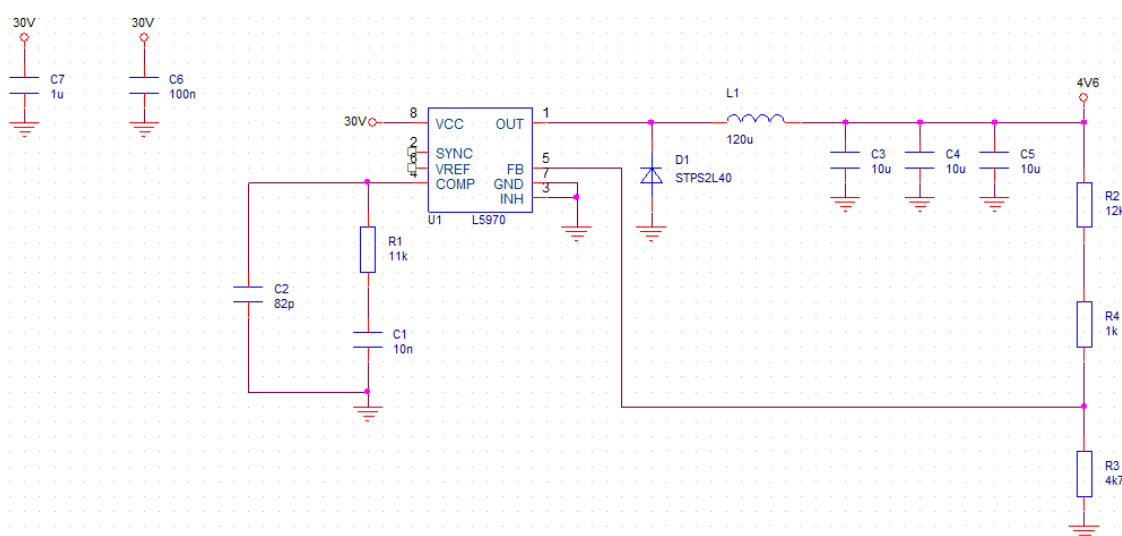 30V
30V
C7
1u
C6
100n
4V6
L1
120u
30V
8
VCC
OUT
1
2
SYNC
6
VREF
FB
5
4
COMP
GND
7
INH
3
U1
L5970
D1
STPS2L40
C3
10u
C4
10u
C5
10u
R2
12k
R1
11k
C2
82p
C1
10n
R4
1k
R3
4k7